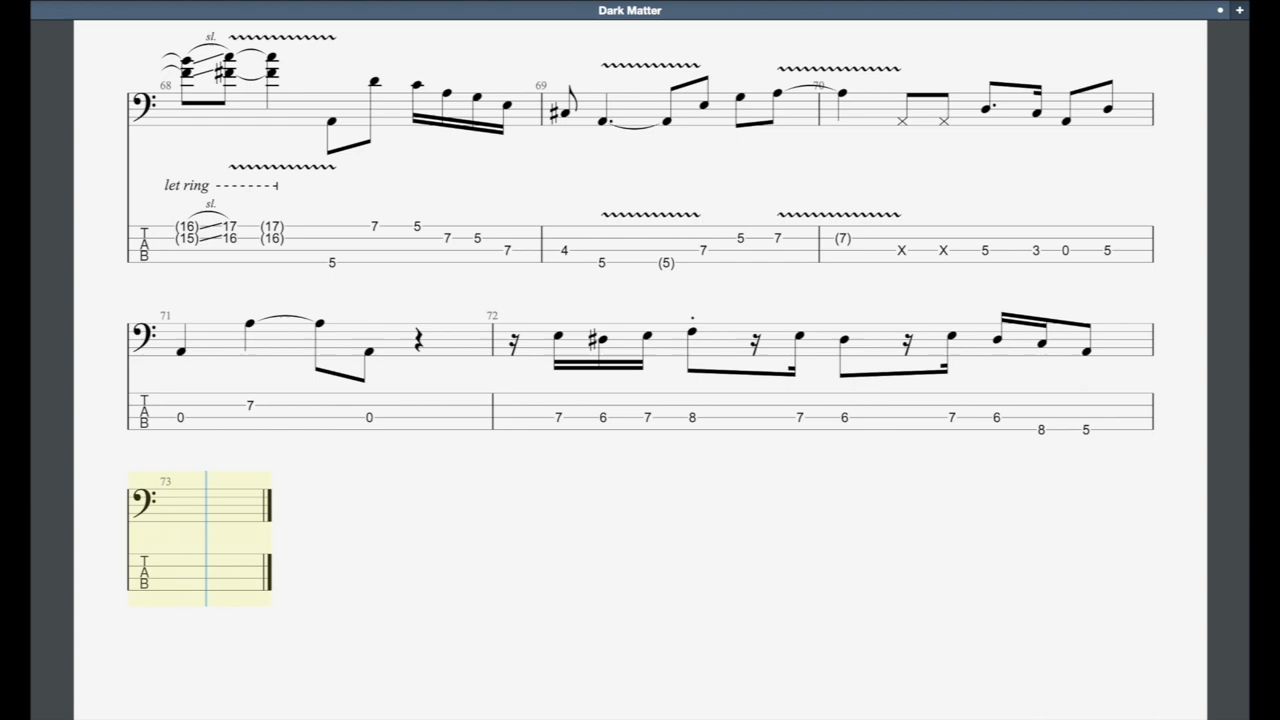 Dark Matter
sl.
68 69 70
let ring
sl.
T (16) 17 (17) 7 5
A (15) 16 (16) 7 5 5 7 (7)
B 7 4 7 X X 5 3 0 5
5 5 (5)
71 72
T
A 7
B 0 0 7 6 7 8 7 6 7 6
8 5
73
T
A
B